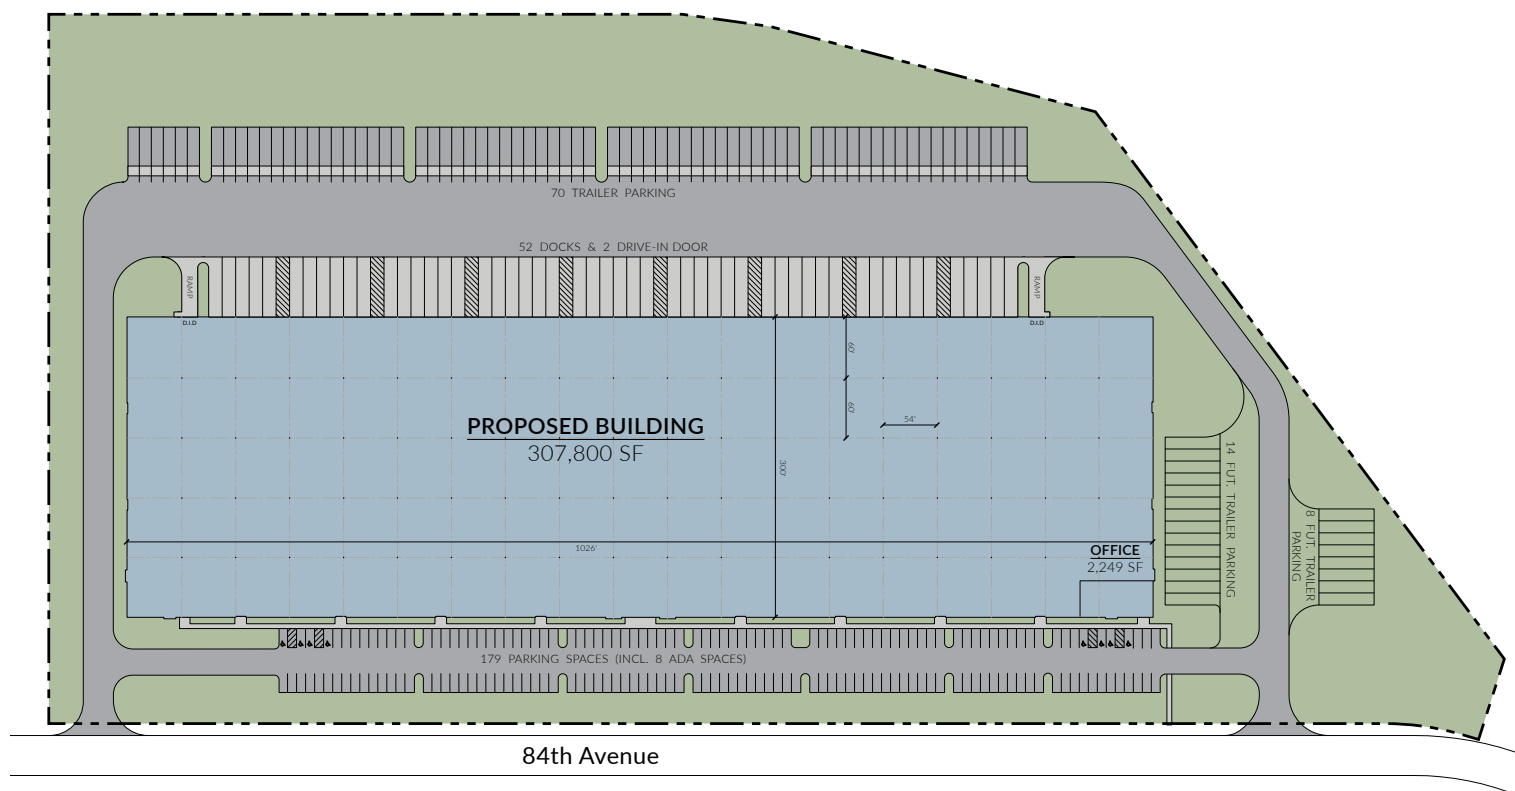 70 TRAILER PARKING
52 DOCKS & 2 DRIVE-IN DOOR
RAMP
RAMP
D.I.D
D.I.D
60'
60'
54'
PROPOSED BUILDING
307,800 SF
300'
1026'
OFFICE
2,249 SF
14 FUT. TRAILER PARKING
8 FUT. TRAILER
PARKING
179 PARKING SPACES (INCL. 8 ADA SPACES)
84th Avenue